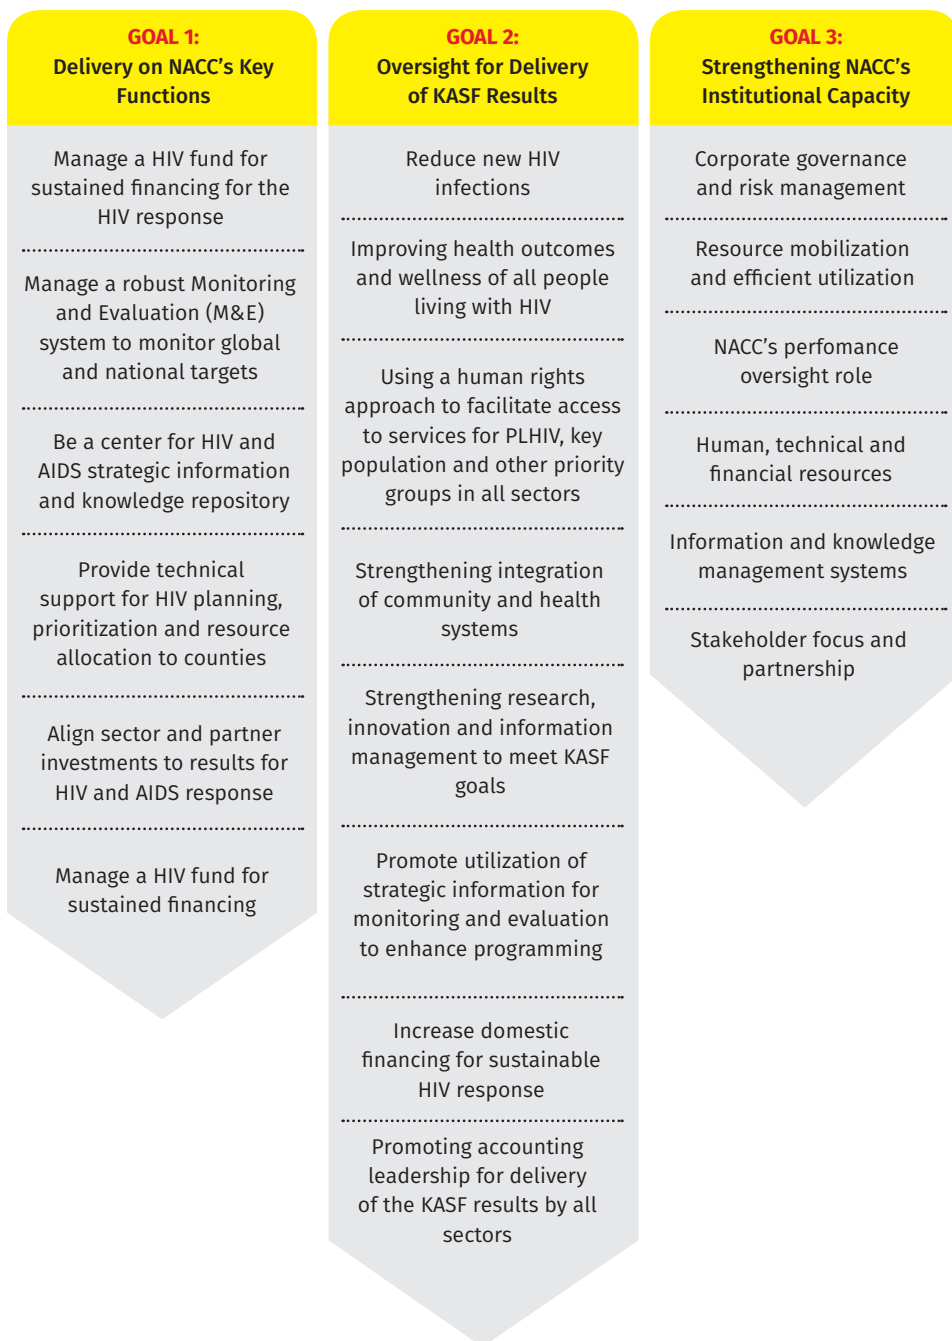 GOAL 1:
Delivery on NACC's Key
Functions
Manage a HIV fund for
sustained financing for the
HIV response
Manage a robust Monitoring
and Evaluation (M&E)
system to monitor global
and national targets
Be a center for HIV and
AIDS strategic information
and knowledge repository
Provide technical
support for HIV planning,
prioritization and resource
allocation to counties
Align sector and partner
investments to results for
HIV and AIDS response
Manage a HIV fund for
sustained financing
GOAL 2:
Oversight for Delivery
of KASF Results
Reduce new HIV
infections
Improving health outcomes
and wellness of all people
living with HIV
Using a human rights
approach to facilitate access
to services for PLHIV, key
population and other priority
groups in all sectors
Strengthening integration
of community and health
systems
Strengthening research,
innovation and information
management to meet KASF
goals
Promote utilization of
strategic information for
monitoring and evaluation
to enhance programming
Increase domestic
financing for sustainable
HIV response
Promoting accounting
leadership for delivery
of the KASF results by all
sectors
GOAL 3:
Strengthening NACC's
Institutional Capacity
Corporate governance
and risk management
Resource mobilization
and efficient utilization
NACC's perfomance
oversight role
Human, technical and
financial resources
Information and knowledge
management systems
Stakeholder focus and
partnership